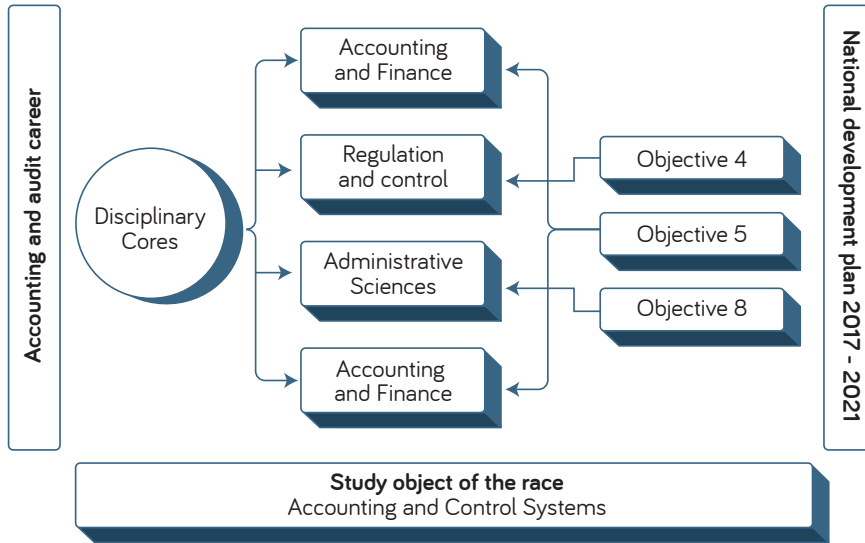 Accounting and audit career
Disciplinary
Cores
Accounting
and Finance
Regulation
and control
Administrative
Sciences
Accounting
and Finance
Objective 4
Objective 5
Objective 8
National development plan 2017 - 2021
Study object of the race
Accounting and Control Systems